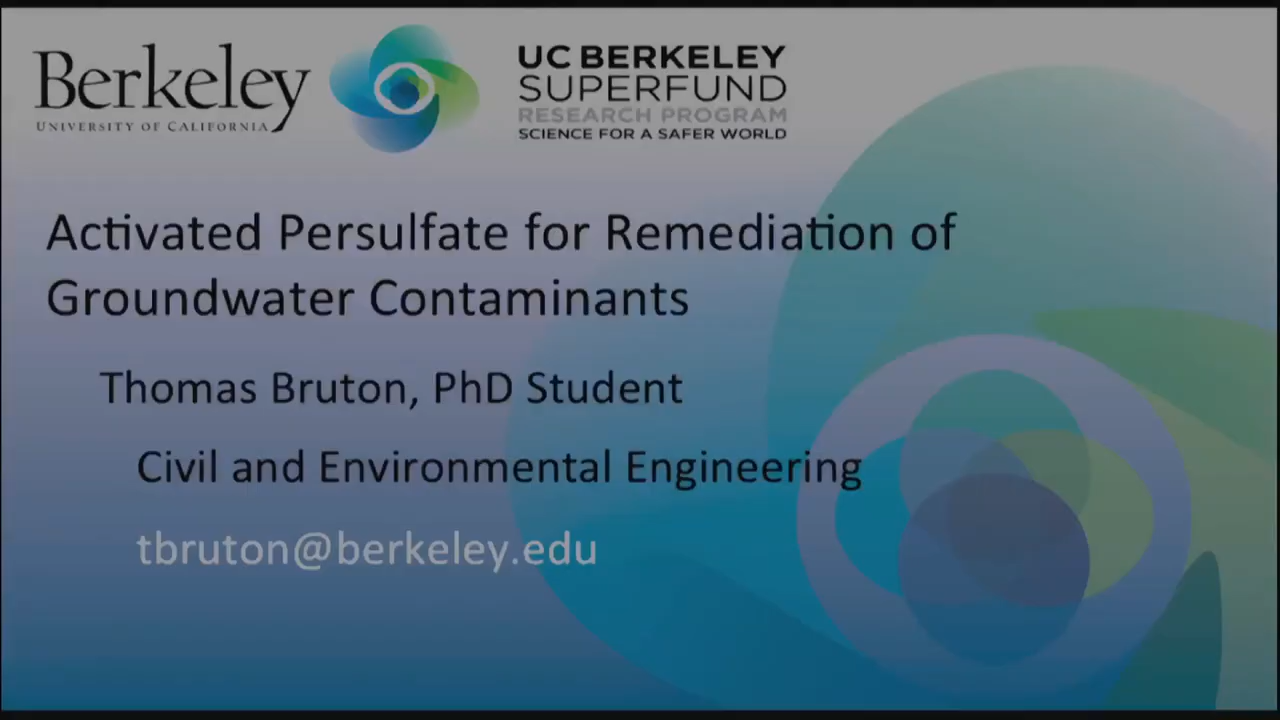 Berkeley
UNIVERSITY OF CALIFORNIA
UC BERKELEY
SUPERFUND
RESEARCH PROGRAM
SCIENCE FOR A SAFER WORLD
Activated Persulfate for Remediation of
Groundwater Contaminants
Thomas Bruton, PhD Student
Civil and Environmental Engineering
tbruton@berkeley.edu